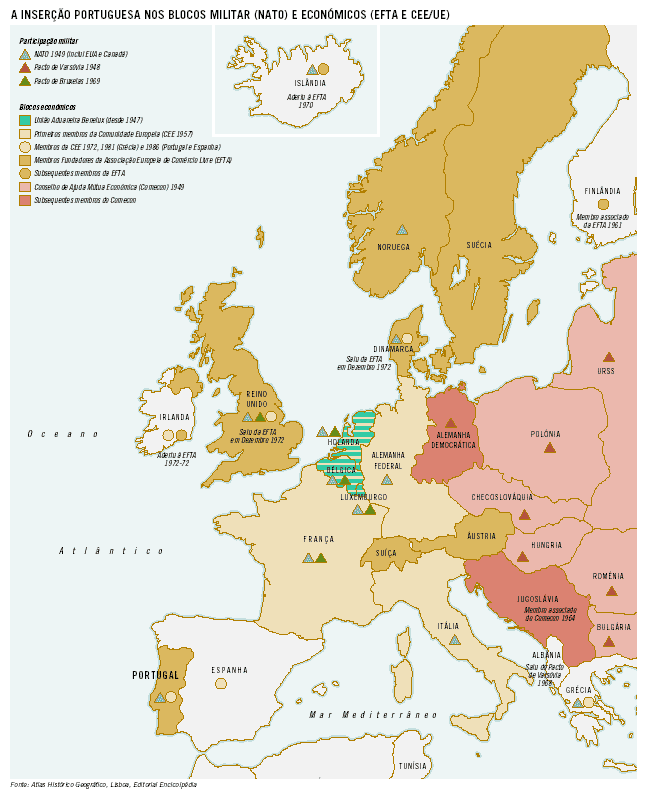 A INSERÇÃO PORTUGUESA NOS BLOCOS MILITAR (NATO) E ECONÓMICOS (EFTA E CEE/UE)
Participação militar
NATO 1949 (inclui EUA e Canadá)
Pacto de Varsóvia 1948
Pacto de Bruxelas 1969
Blocos económicos
União Aduaneira Benelux (desde 1947)
Primeiros membros da Comunidade Europeia (CEE 1957)
Membros da CEE 1972, 1981 (Grécia) e 1986 (Portugal e Espanha)
Membros Fundadores da Associação Europeia de Comércio Livre (EFTA)
Subsequentes membros da EFTA
Conselho de Ajuda Mútua Económica (Comecon) 1949
Subsequentes membros do Comecon
ISLÂNDIA
Aderiu à EFTA
1970
FINLÂNDIA
Membro associado
da EFTA 1961
NORUEGA
SUÉCIA
DINAMARCA
Saiu da EFTA
em Dezembro 1972
URSS
REINO
UNIDO
Saiu da EFTA
em Dezembro 1972
IRLANDA
Aderiu à EFTA
1972-72
HOLANDA
BÉLGICA
LUXEMBURGO
ALEMANHA
FEDERAL
ALEMANHA
DEMOCRÁTICA
POLÓNIA
CHECOSLOVÁQUIA
Oceano
Atlântico
FRANÇA
SUÍÇA
ÁUSTRIA
HUNGRIA
ROMÉNIA
JUGOSLÁVIA
Membro associado
do Comecon 1964
BULGÁRIA
ITÁLIA
ALBÂNIA
Saiu do Pacto
de Varsóvia
1968
GRÉCIA
PORTUGAL
ESPANHA
Mar Mediterrâneo
TUNÍSIA
Fonte: Atlas Histórico Geográfico, Lisboa, Editorial Enciclopédia